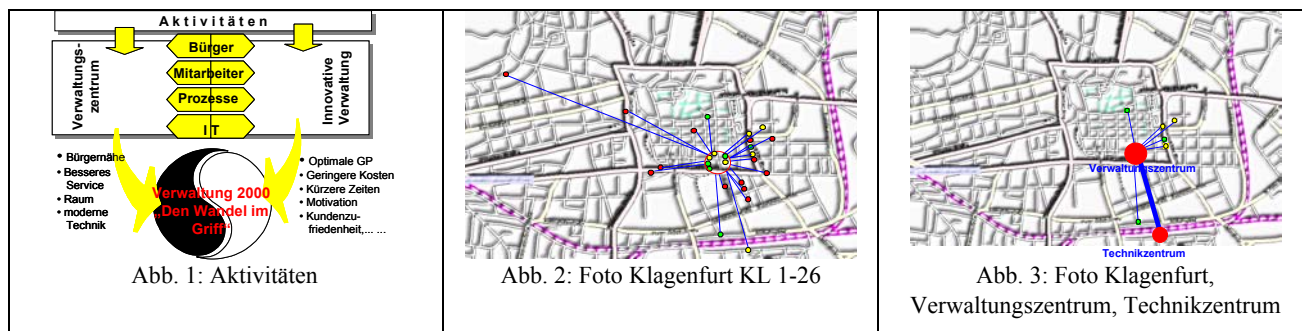 Aktivitäten
Verwaltungs-
zentrum
Bürger
Mitarbeiter
Prozesse
IT
Innovative
Verwaltung
• Bürgernähe
• Besseres
Service
• Raum
• moderne
Technik
Verwaltung 2000
„Den Wandel im
Griff“
• Optimale GP
• Geringere Kosten
• Kürzere Zeiten
• Motivation
• Kundenzu-
friedenheit,... ...
Abb. 1: Aktivitäten
Abb. 2: Foto Klagenfurt KL 1-26
Verwaltungszentrum
Technikzentrum
Abb. 3: Foto Klagenfurt,
Verwaltungszentrum, Technikzentrum